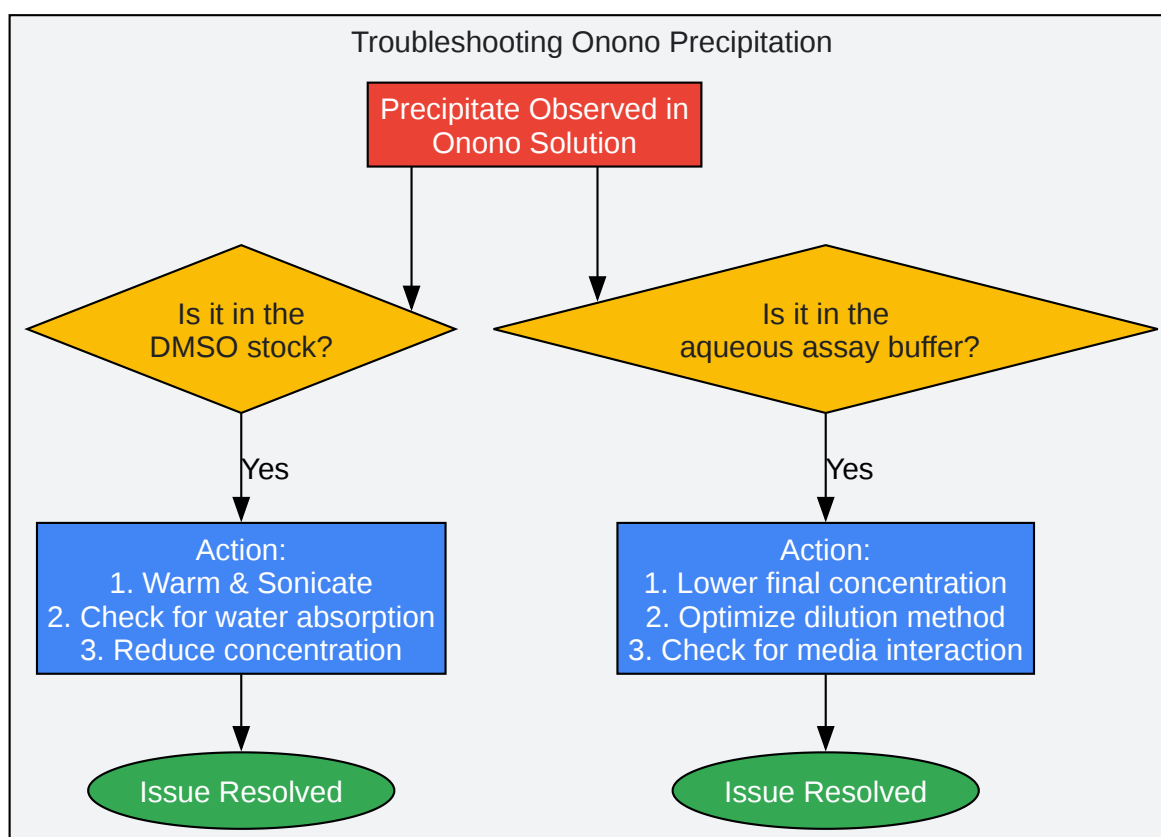 Troubleshooting Onono Precipitation
Precipitate Observed in
Onono Solution
Is it in the
DMSO stock?
Is it in the
aqueous assay buffer?
Yes
Yes
Action:
1. Warm & Sonicate
2. Check for water absorption
3. Reduce concentration
Action:
1. Lower final concentration
2. Optimize dilution method
3. Check for media interaction
Issue Resolved
Issue Resolved